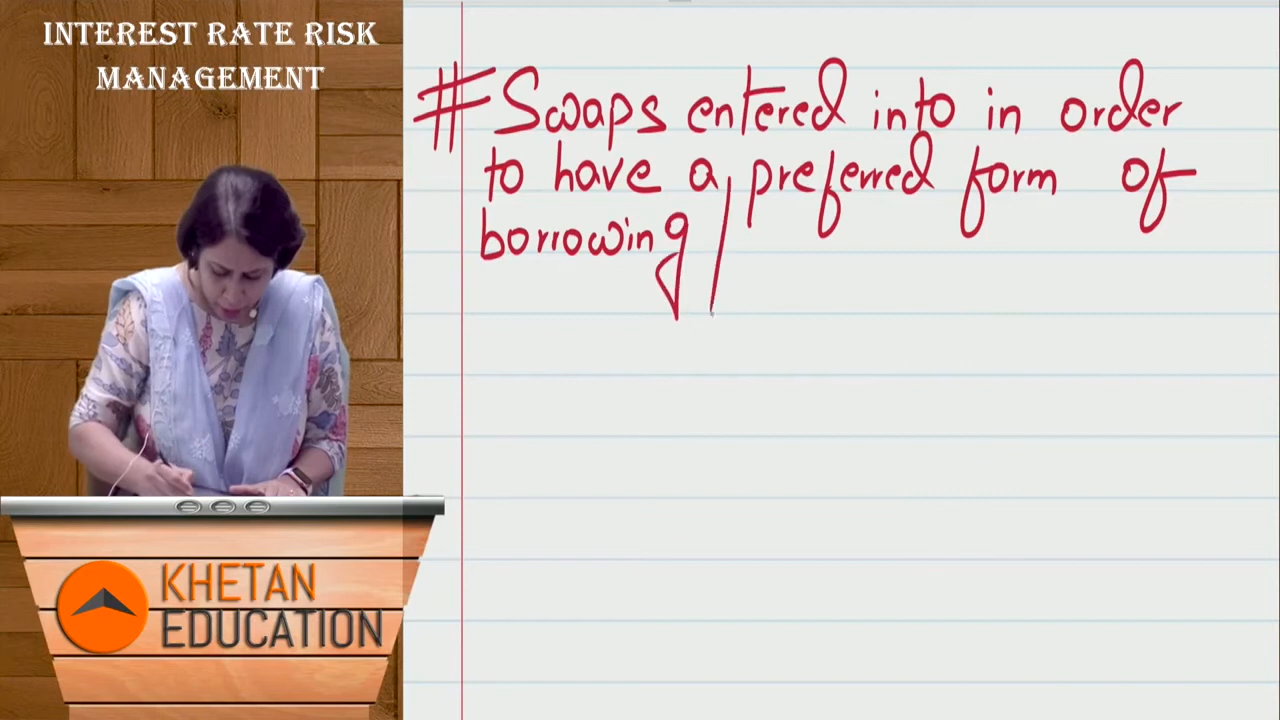 INTEREST RATE RISK
MANAGEMENT
# Swaps entered into in order
to have a preferred form of
borrowing /
KHETAN
EDUCATION